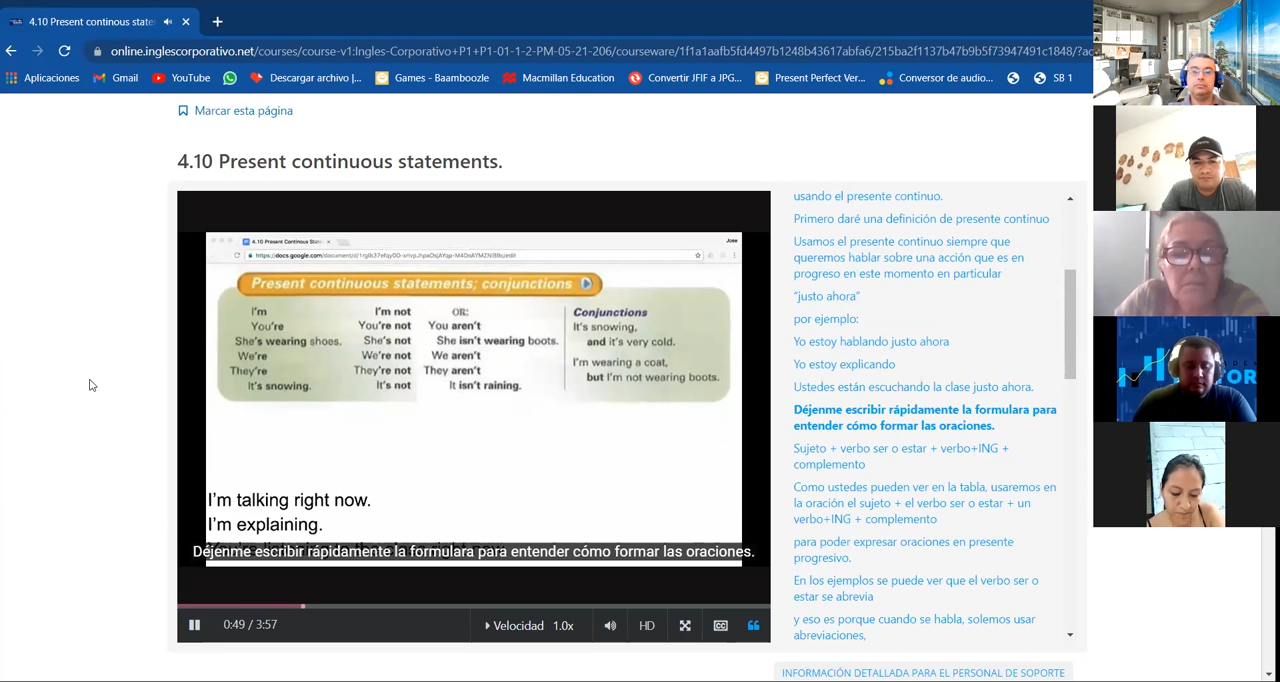 4.10 Present continuous state
online.inglescorporativo.net/courses/course-v1:Ingles-Corporativo+P1+P1-01-1-2-PM-05-21-206/courseware/1f1a1aafb5fd4497b1248b43617abfa6/215ba2f1137b47b9b5f73947491c1848/?ac
Aplicaciones Gmail YouTube Descargar archivo |... Games - Baamboozle Macmillan Education Convertir JFIF a JPG... Present Perfect Ver... Conversor de audio... SB 1
Marcar esta página
4.10 Present continuous statements.
4.10 Present Continuous State
Jose
Present continuous statements; conjunctions
I'm I'm not OR: Conjunctions
You're You're not You aren't It's snowing,
She's wearing shoes. She's not She isn't wearing boots. and it's very cold.
We're We're not We aren't I'm wearing a coat,
They're They're not They aren't but I'm not wearing boots.
It's snowing. It's not It isn't raining.
I'm talking right now.
I'm explaining.
Déjenme escribir rápidamente la formulara para entender cómo formar las oraciones.
0:49 / 3:57 Velocidad 1.0x HD
usando el presente continuo.
Primero daré una definición de presente continuo
Usamos el presente continuo siempre que
queremos hablar sobre una acción que es en
progreso en este momento en particular
“justo ahora”
por ejemplo:
Yo estoy hablando justo ahora
Yo estoy explicando
Ustedes están escuchando la clase justo ahora.
Déjenme escribir rápidamente la formulara para
entender cómo formar las oraciones.
Sujeto + verbo ser o estar + verbo+ING +
complemento
Como ustedes pueden ver en la tabla, usaremos en
la oración el sujeto + el verbo ser o estar + un
verbo+ING + complemento
para poder expresar oraciones en presente
progresivo.
En los ejemplos se puede ver que el verbo ser o
estar se abrevia
y eso es porque cuando se habla, solemos usar
abreviaciones,
INFORMACIÓN DETALLADA PARA EL PERSONAL DE SOPORTE